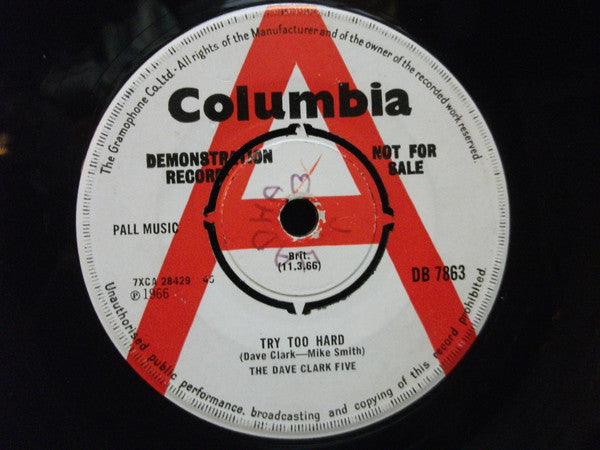 The Gramophone Co. Ltd. · All rights of the Manufacturer and of the owner of the recorded work reserved.
Columbia
DEMONSTRATION
RECORD
NOT FOR
SALE
PALL MUSIC
Brit.
(11.3.66)
7XCA 28429
℗ 1966
DB 7863
TRY TOO HARD
(Dave Clark—Mike Smith)
THE DAVE CLARK FIVE
Unauthorised public performance, broadcasting and copying of this record prohibited.